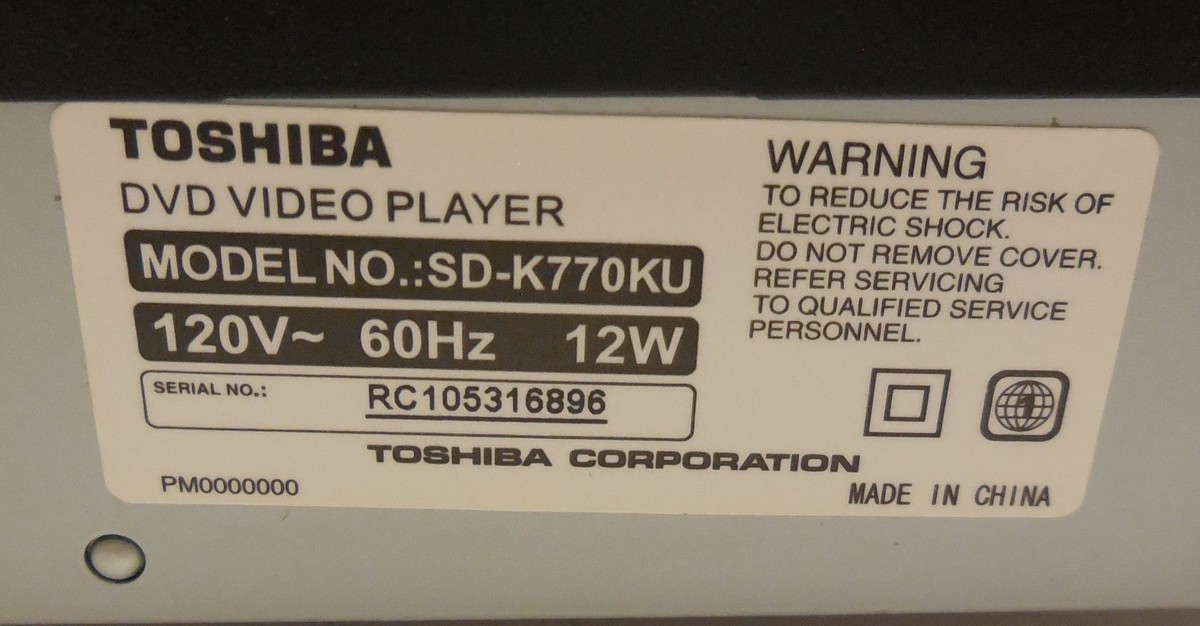 TOSHIBA
DVD VIDEO PLAYER
MODEL NO.:SD-K770KU
120V~ 60Hz 12W
SERIAL NO.: RC105316896
TOSHIBA CORPORATION
PM0000000
WARNING
TO REDUCE THE RISK OF
ELECTRIC SHOCK.
DO NOT REMOVE COVER.
REFER SERVICING
TO QUALIFIED SERVICE
PERSONNEL.
1
MADE IN CHINA